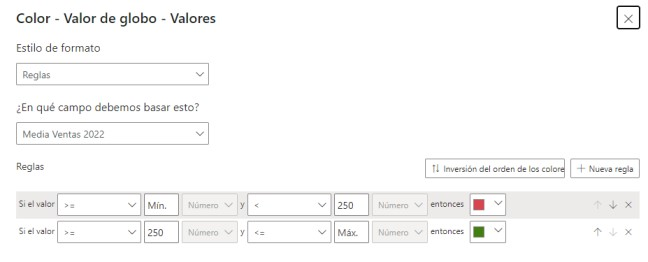 Color - Valor de globo - Valores
Estilo de formato
Reglas
¿En qué campo debemos basar esto?
Media Ventas 2022
Reglas
Inversión del orden de los colore
Nueva regla
Si el valor >= Mín. Número y < 250 Número entonces
Si el valor >= 250 Número y <= Máx. Número entonces